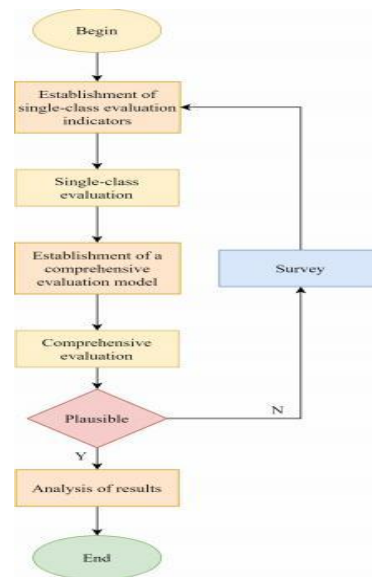 Begin
Establishment of
single-class evaluation
indicators
Single-class
evaluation
Establishment of a
comprehensive
evaluation model
Survey
Comprehensive
evaluation
Plausible
N
Y
Analysis of results
End